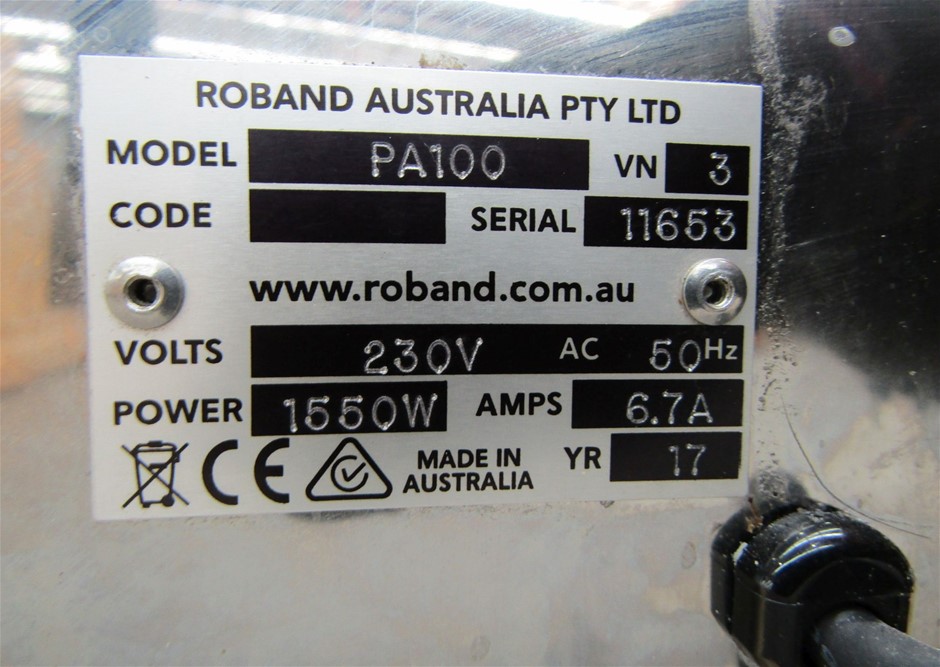 ROBAND AUSTRALIA PTY LTD
MODEL PA100 VN 3
CODE SERIAL 11653
www.roband.com.au
VOLTS 230V AC 50Hz
POWER 1550W AMPS 6.7A
CE MADE IN AUSTRALIA YR 17